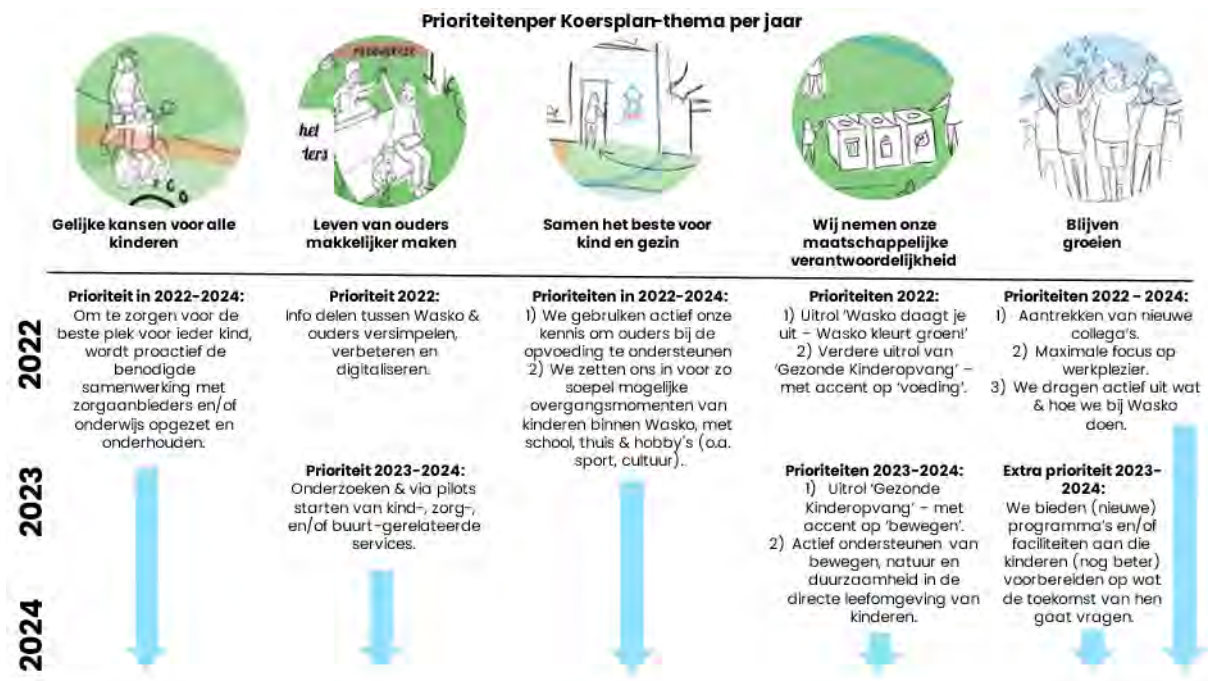 Prioriteitenper Koersplan-thema per jaar
het
ters
Gelijke kansen voor alle
kinderen
Leven van ouders
makkelijker maken
Samen het beste voor
kind en gezin
Wij nemen onze
maatschappelijke
verantwoordelijkheid
Blijven
groeien
2022
2023
2024
Prioriteit in 2022-2024:
Om te zorgen voor de
beste plek voor ieder kind,
wordt proactief de
benodigde
samenwerking met
zorgaanbieders en/of
onderwijs opgezet en
onderhouden.
Prioriteit 2022:
Info delen tussen Wasko &
ouders versimpelen,
verbeteren en
digitaliseren.
Prioriteit 2023-2024:
Onderzoeken & via pilots
starten van kind-, zorg-,
en/of buurt-gerelateerde
services.
Prioriteiten in 2022-2024:
1) We gebruiken actief onze
kennis om ouders bij de
opvoeding te ondersteunen
2) We zetten ons in voor zo
soepel mogelijke
overgangsmomenten van
kinderen binnen Wasko, met
school, thuis & hobby's (o.a.
sport, cultuur).
Prioriteiten 2022:
1) Uitrol 'Wasko daagt je
uit – Wasko kleurt groen!'
2) Verdere uitrol van
'Gezonde Kinderopvang' –
met accent op 'voeding'.
Prioriteiten 2023-2024:
1) Uitrol 'Gezonde
Kinderopvang' – met
accent op 'bewegen'.
2) Actief ondersteunen van
bewegen, natuur en
duurzaamheid in de
directe leefomgeving van
kinderen.
Prioriteiten 2022 – 2024:
1) Aantrekken van nieuwe
collega's.
2) Maximale focus op
werkplezier.
3) We dragen actief uit wat
& hoe we bij Wasko
doen.
Extra prioriteit 2023-
2024:
We bieden (nieuwe)
programma's en/of
faciliteiten aan die
kinderen (nog beter)
voorbereiden op wat
de toekomst van hen
gaat vragen.